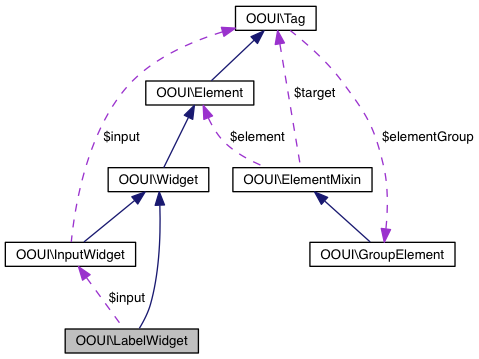 OOUI\Tag
OOUI\Element
$target
$input
$element
$elementGroup
OOUI\Widget
OOUI\ElementMixin
OOUI\InputWidget
OOUI\GroupElement
$input
OOUI\LabelWidget